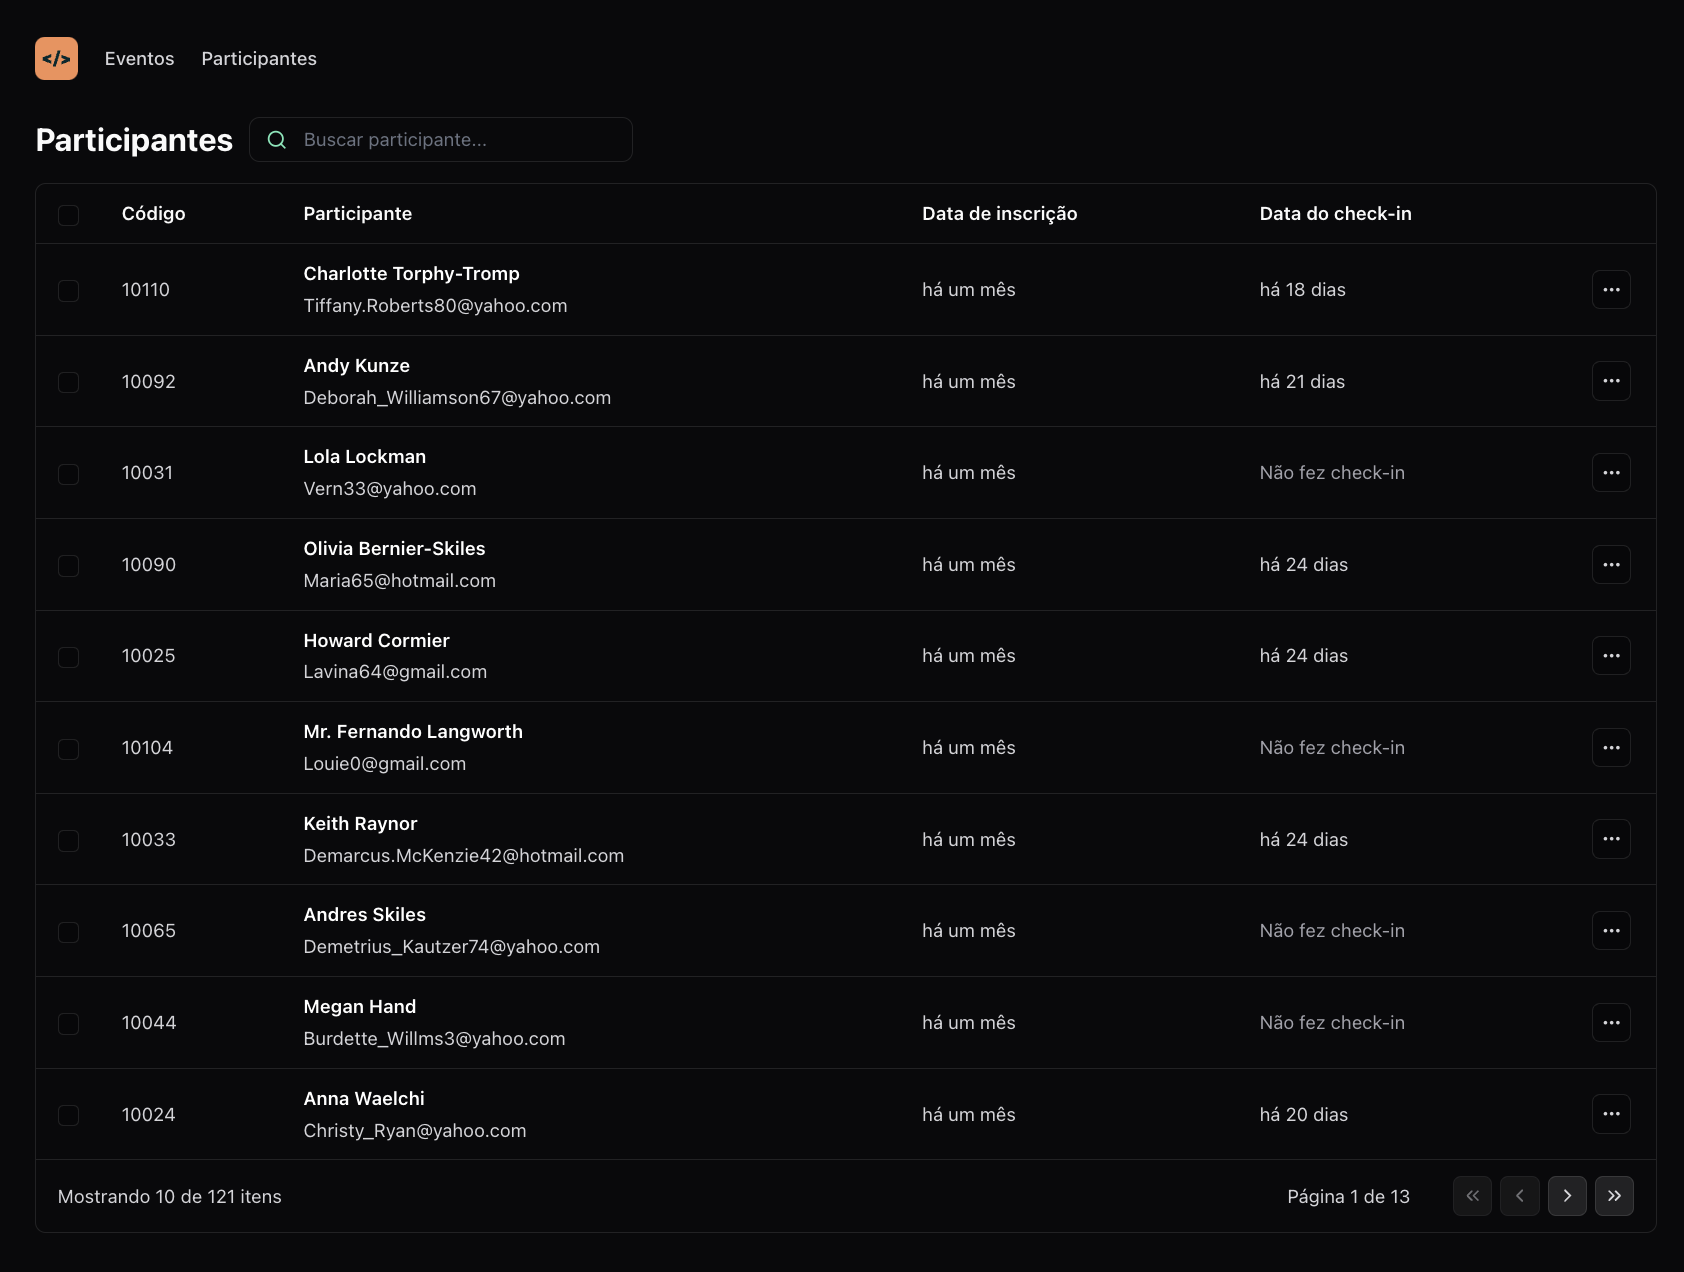 </>
Eventos Participantes
Participantes Buscar participante...
Código Participante Data de inscrição Data do check-in
Charlotte Torphy-Tromp
10110 há um mês há 18 dias
Tiffany.Roberts80@yahoo.com
Andy Kunze
10092 há um mês há 21 dias
Deborah_Williamson67@yahoo.com
Lola Lockman
10031 há um mês Não fez check-in
Vern33@yahoo.com
Olivia Bernier-Skiles
10090 há um mês há 24 dias
Maria65@hotmail.com
Howard Cormier
10025 há um mês há 24 dias
Lavina64@gmail.com
Mr. Fernando Langworth
10104 há um mês Não fez check-in
Louie0@gmail.com
Keith Raynor
10033 há um mês há 24 dias
Demarcus.McKenzie42@hotmail.com
Andres Skiles
10065 há um mês Não fez check-in
Demetrius_Kautzer74@yahoo.com
Megan Hand
10044 há um mês Não fez check-in
Burdette_Willms3@yahoo.com
Anna Waelchi
10024 há um mês há 20 dias
Christy_Ryan@yahoo.com
Mostrando 10 de 121 itens Página 1 de 13